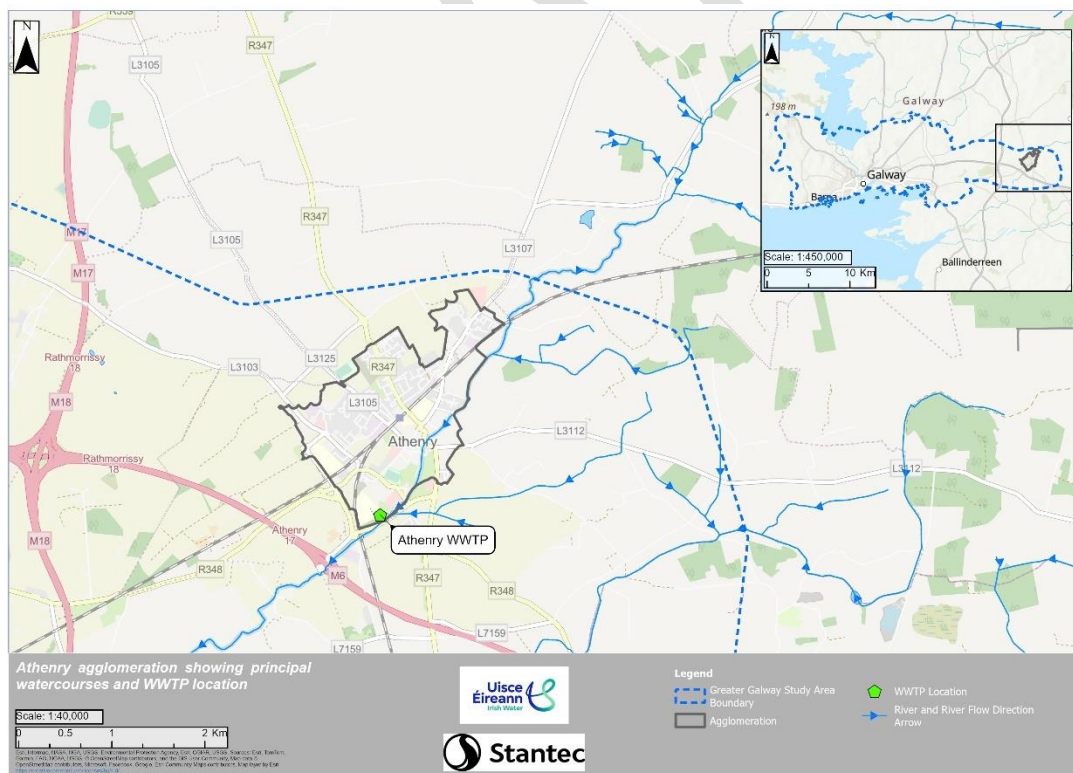 N
R339
L3105
R347
L3107
M17
M17
L3105
R347
L3125
L3103
Rathmorrissy
18
R347
L3105
M18
Athenry
L3112
L3112
Rathmorrissy
18
Athenry WWTP
M18
Athenry
17
R348
M6
R347
R348
L7159
L7159
N
198 m
Galway
Galway
Barna
Ballinderreen
Scale: 1:450,000
0 5 10 Km
Athenry agglomeration showing principal
watercourses and WWTP location
Scale: 1:40,000
0 0.5 1 2 Km
Uisce
Éireann
Irish Water
Stantec
Legend
Greater Galway Study Area
Boundary
Agglomeration
WWTP Location
River and River Flow Direction
Arrow